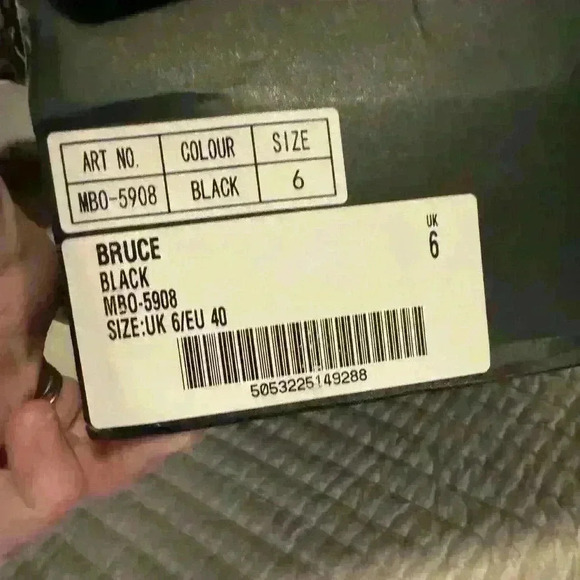 ART NO. COLOUR SIZE
MBO-5908 BLACK 6
BRUCE
BLACK
MBO-5908
SIZE:UK 6/EU 40
UK
6
5053225149288